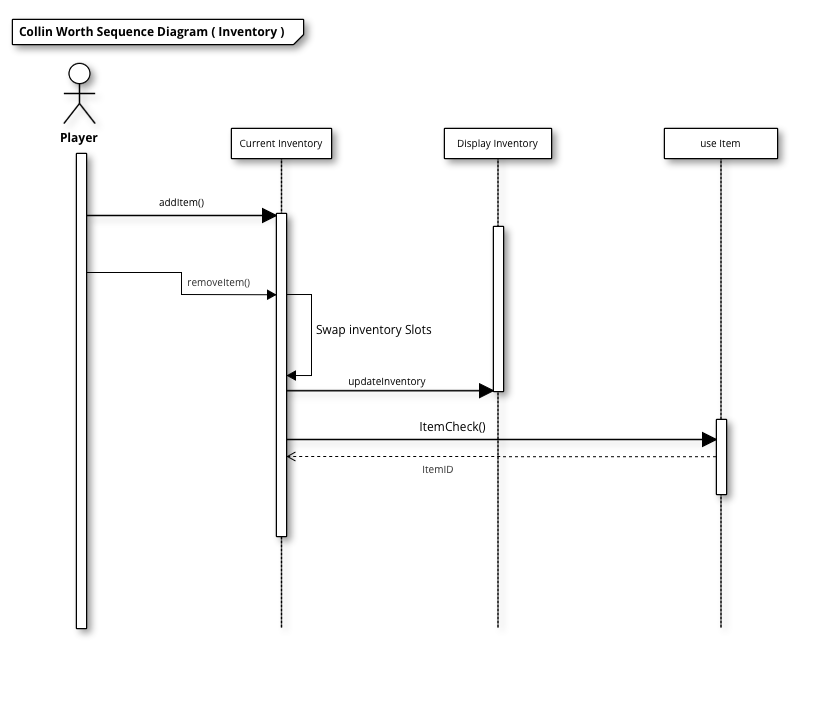 Collin Worth Sequence Diagram ( Inventory )
Player
Current Inventory
Display Inventory
use Item
addItem()
removeItem()
Swap inventory Slots
updateInventory
ItemCheck()
ItemID